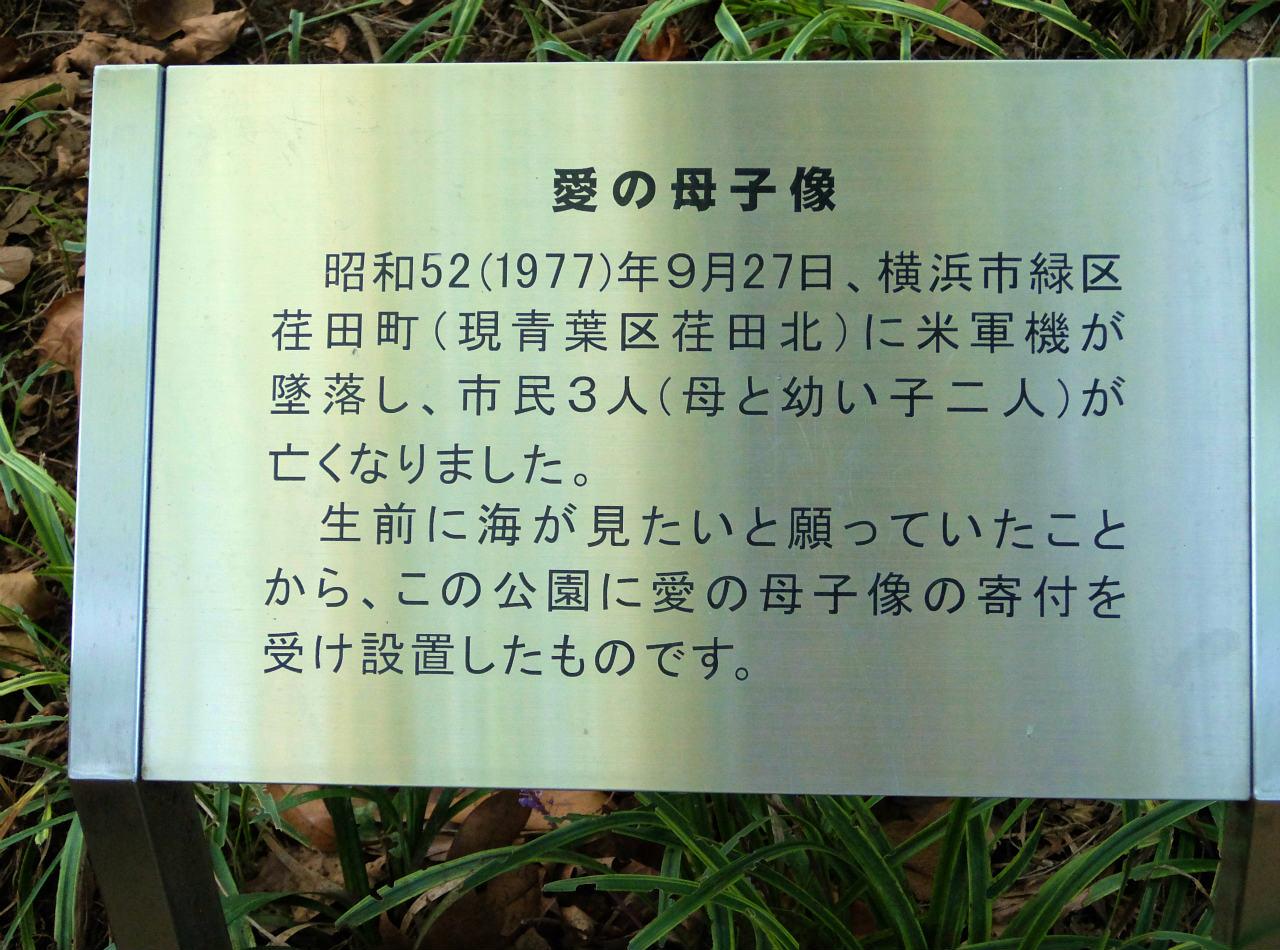 愛の母子像
昭和52(1977)年9月27日、横浜市緑区
荏田町(現青葉区荏田北)に米軍機が
墜落し、市民3人(母と幼い子二人)が
亡くなりました。
生前に海が見たいと願っていたこと
から、この公園に愛の母子像の寄付を
受け設置したものです。